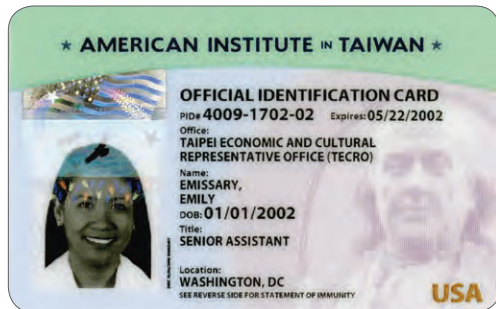 ★ AMERICAN INSTITUTE IN TAIWAN ★
OFFICIAL IDENTIFICATION CARD
PID# 4009-1702-02 Expires: 05/22/2002
Office:
TAIPEI ECONOMIC AND CULTURAL
REPRESENTATIVE OFFICE (TECRO)
Name:
EMISSARY,
EMILY
DOB: 01/01/2002
Title:
SENIOR ASSISTANT
Location:
WASHINGTON, DC
SEE REVERSE SIDE FOR STATEMENT OF IMMUNITY
USA